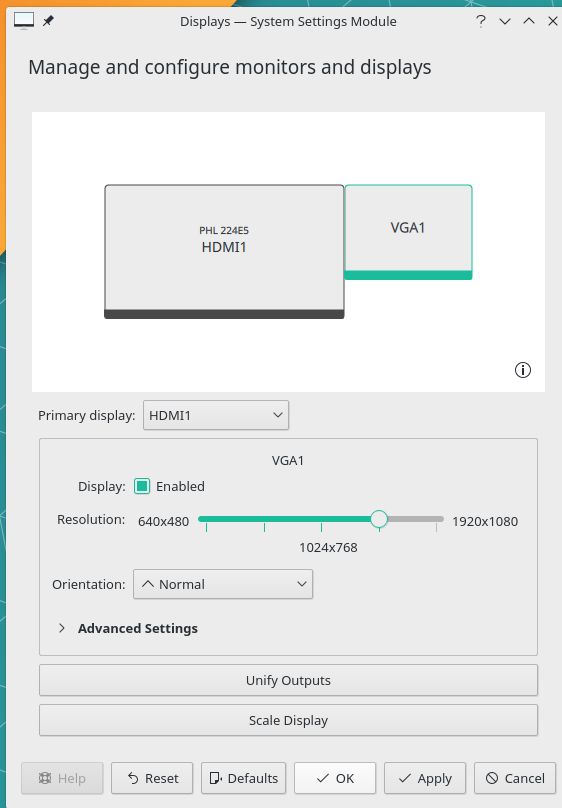 Displays — System Settings Module
Manage and configure monitors and displays
PHL 224E5
HDMI1
VGA1
Primary display: HDMI1
VGA1
Display: Enabled
Resolution: 640x480 1920x1080
1024x768
Orientation: Normal
Advanced Settings
Unify Outputs
Scale Display
Help Reset Defaults OK Apply Cancel